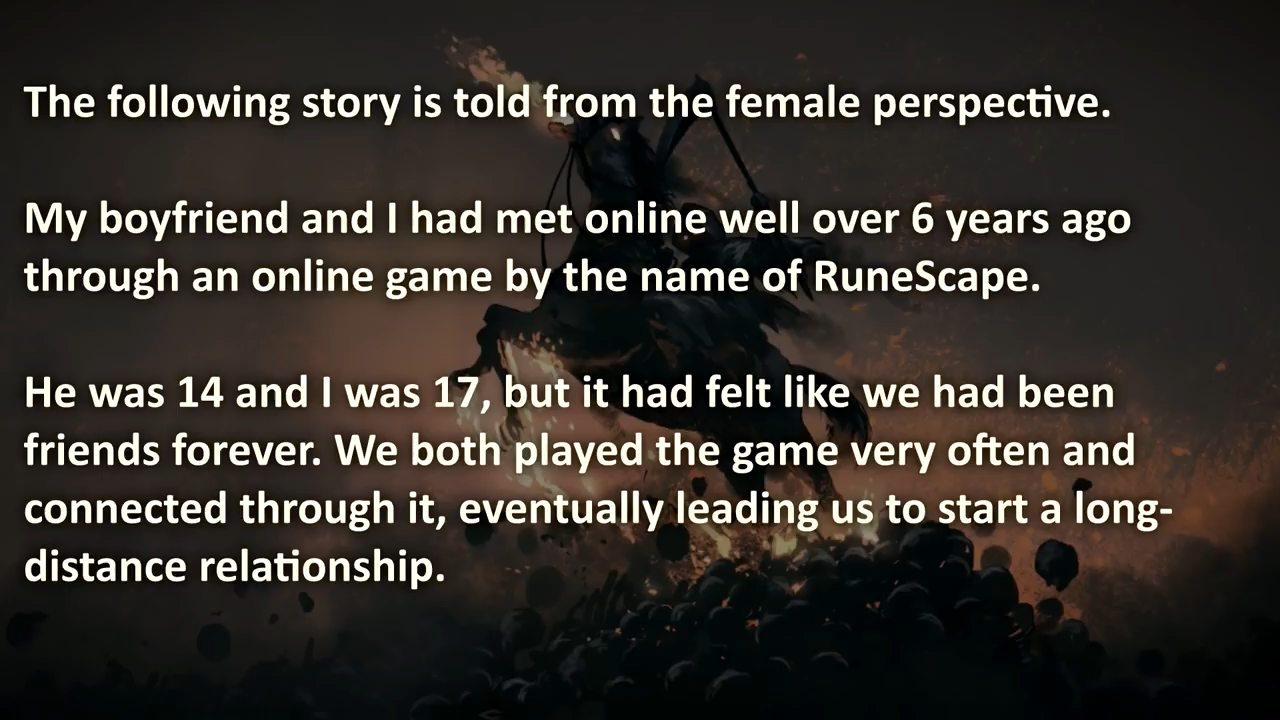 The following story is told from the female perspective.
My boyfriend and I had met online well over 6 years ago
through an online game by the name of RuneScape.
He was 14 and I was 17, but it had felt like we had been
friends forever. We both played the game very often and
connected through it, eventually leading us to start a long-
distance relationship.